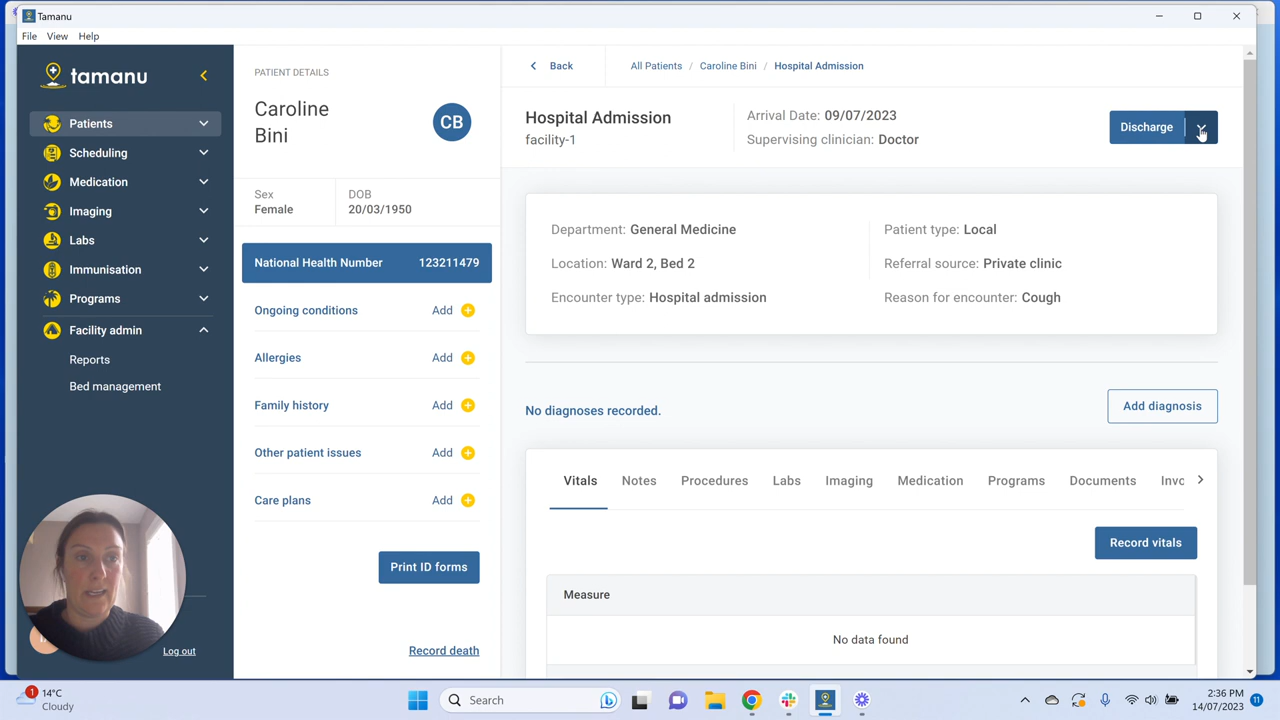 Tamanu
File View Help
tamanu
Patients
Scheduling
Medication
Imaging
Labs
Immunisation
Programs
Facility admin
Reports
Bed management
Log out
PATIENT DETAILS
Caroline
Bini
CB
Sex
Female
DOB
20/03/1950
National Health Number 123211479
Ongoing conditions Add
Allergies Add
Family history Add
Other patient issues Add
Care plans Add
Print ID forms
Record death
Back All Patients / Caroline Bini / Hospital Admission
Hospital Admission
facility-1
Arrival Date: 09/07/2023
Supervising clinician: Doctor
Discharge
Department: General Medicine
Location: Ward 2, Bed 2
Encounter type: Hospital admission
Patient type: Local
Referral source: Private clinic
Reason for encounter: Cough
No diagnoses recorded.
Add diagnosis
Vitals Notes Procedures Labs Imaging Medication Programs Documents Invo
Record vitals
Measure
No data found
1
14°C
Cloudy
Search
2:36 PM
14/07/2023
11